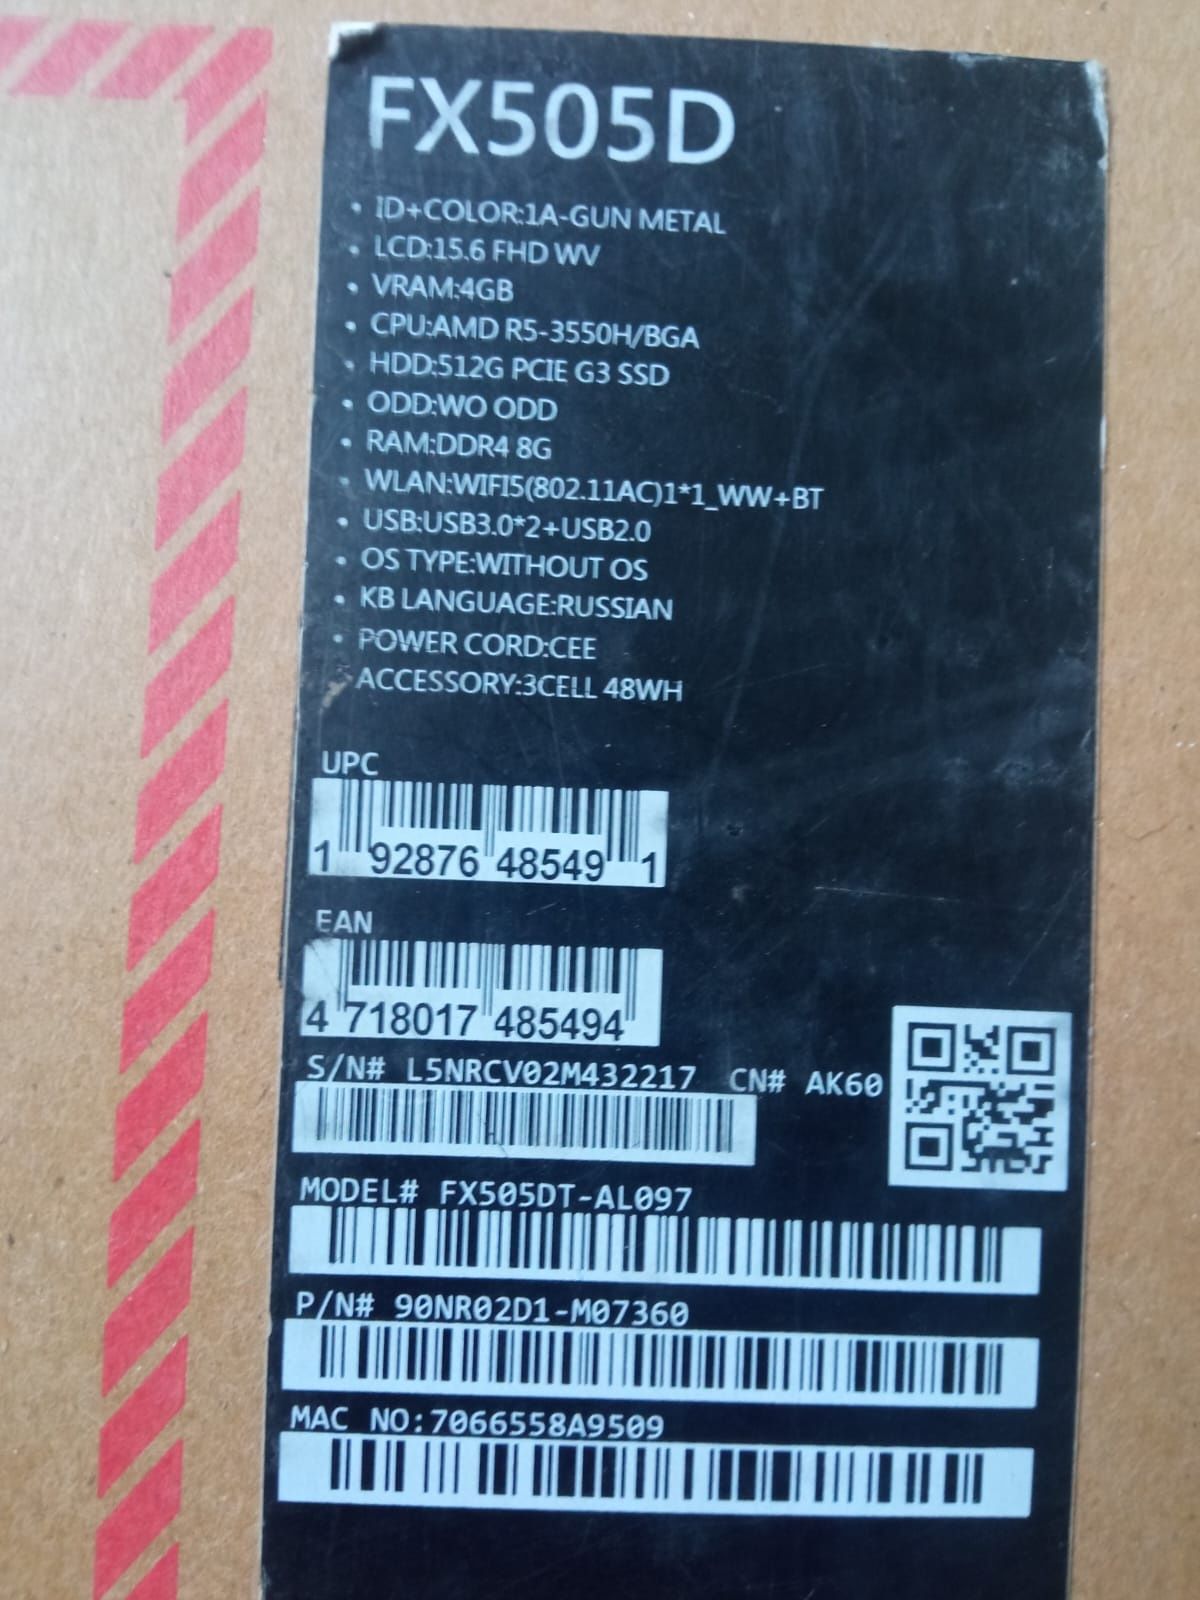 FX505D
• ID+COLOR:1A-GUN METAL
• LCD:15.6 FHD WV
• VRAM:4GB
• CPU:AMD R5-3550H/BGA
• HDD:512G PCIE G3 SSD
• ODD:WO ODD
• RAM:DDR4 8G
• WLAN:WIFI5(802.11AC)1*1_WW+BT
• USB:USB3.0*2+USB2.0
• OS TYPE:WITHOUT OS
• KB LANGUAGE:RUSSIAN
• POWER CORD:CEE
ACCESSORY:3CELL 48WH
UPC
1 92876 48549 1
EAN
4 718017 485494
S/N# L5NRCV02M432217 CN# AK60
MODEL# FX505DT-AL097
P/N# 90NR02D1-M07360
MAC NO:7066558A9509